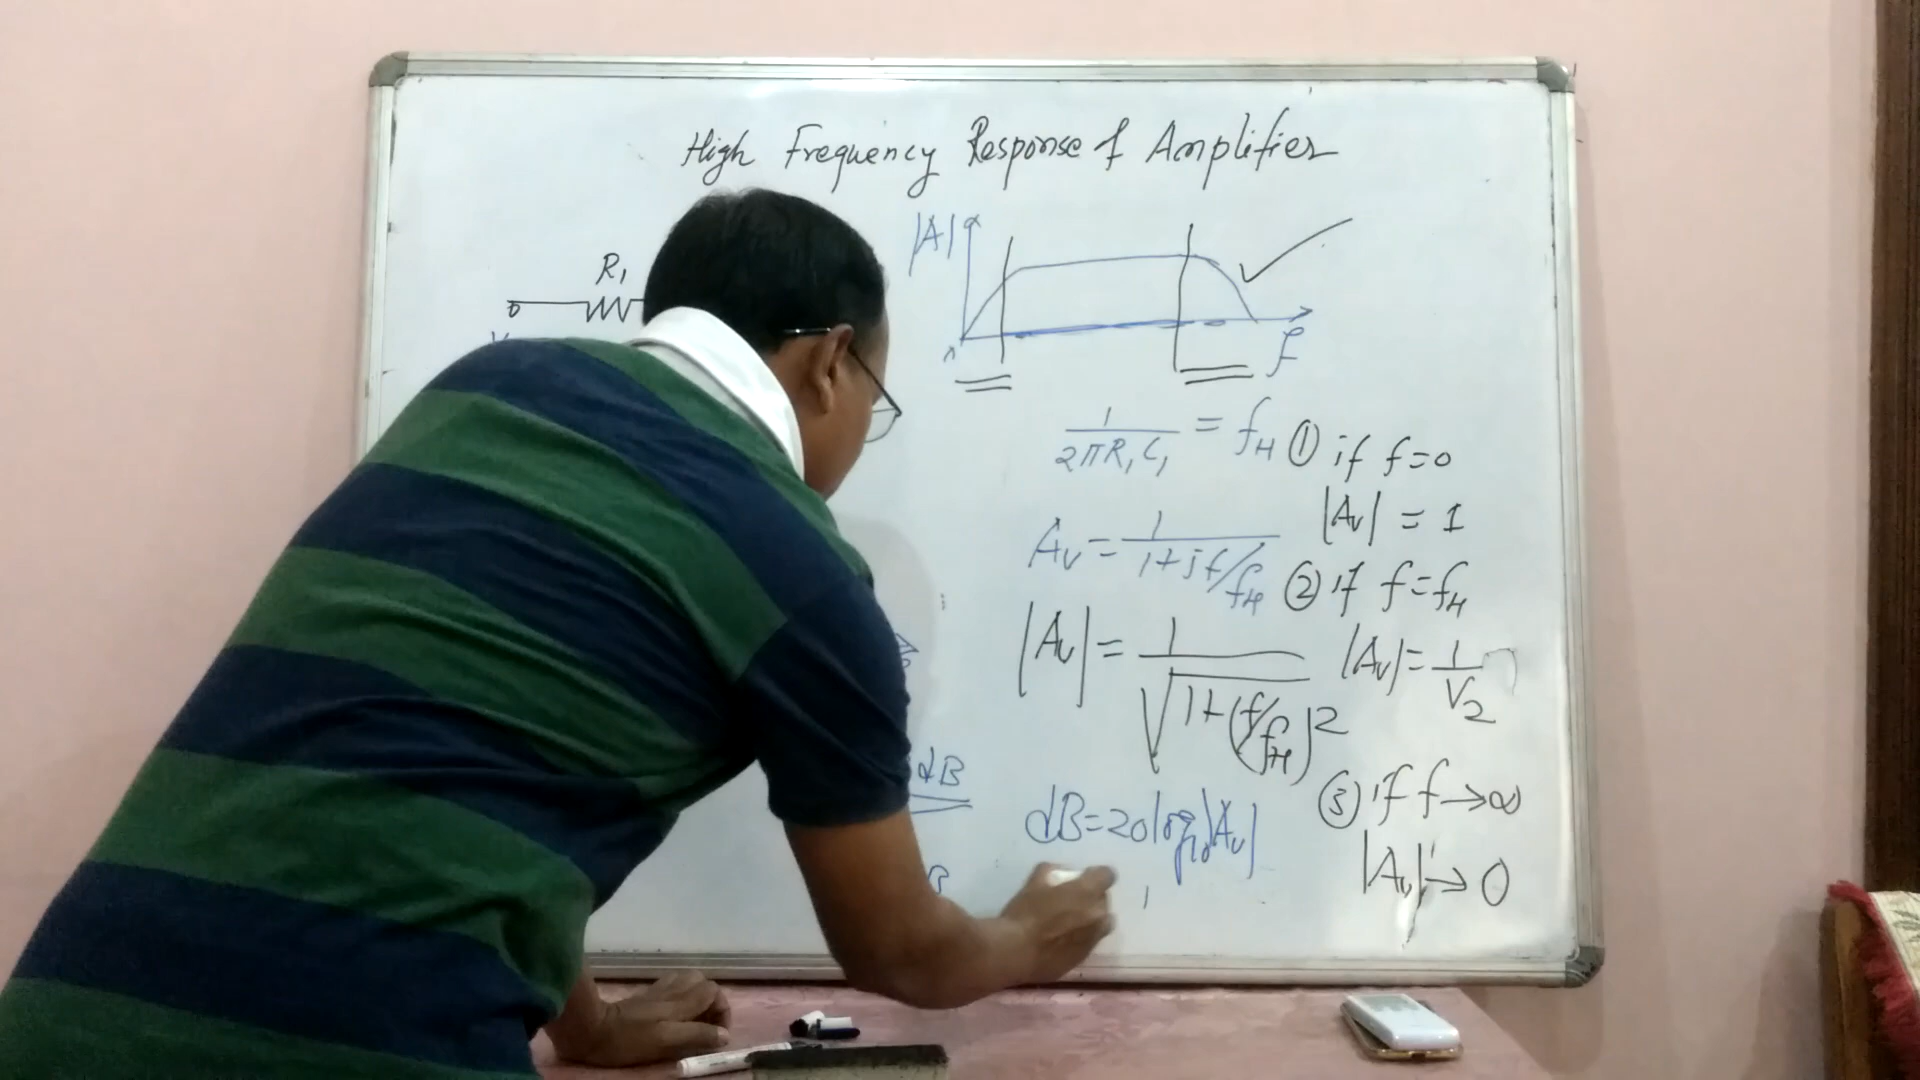 High Frequency Response of Amplifier
|A|
f
R₁
1/2πR₁C₁ = fH
① if f=0
|Av| = 1
Av = 1/1+jf/fH
② if f=fH
|Av| = 1/√1+(f/fH)²
|Av| = 1/√2
③ if f→∞
|Av|→0
dB
dB=20log₁₀|Av|
B